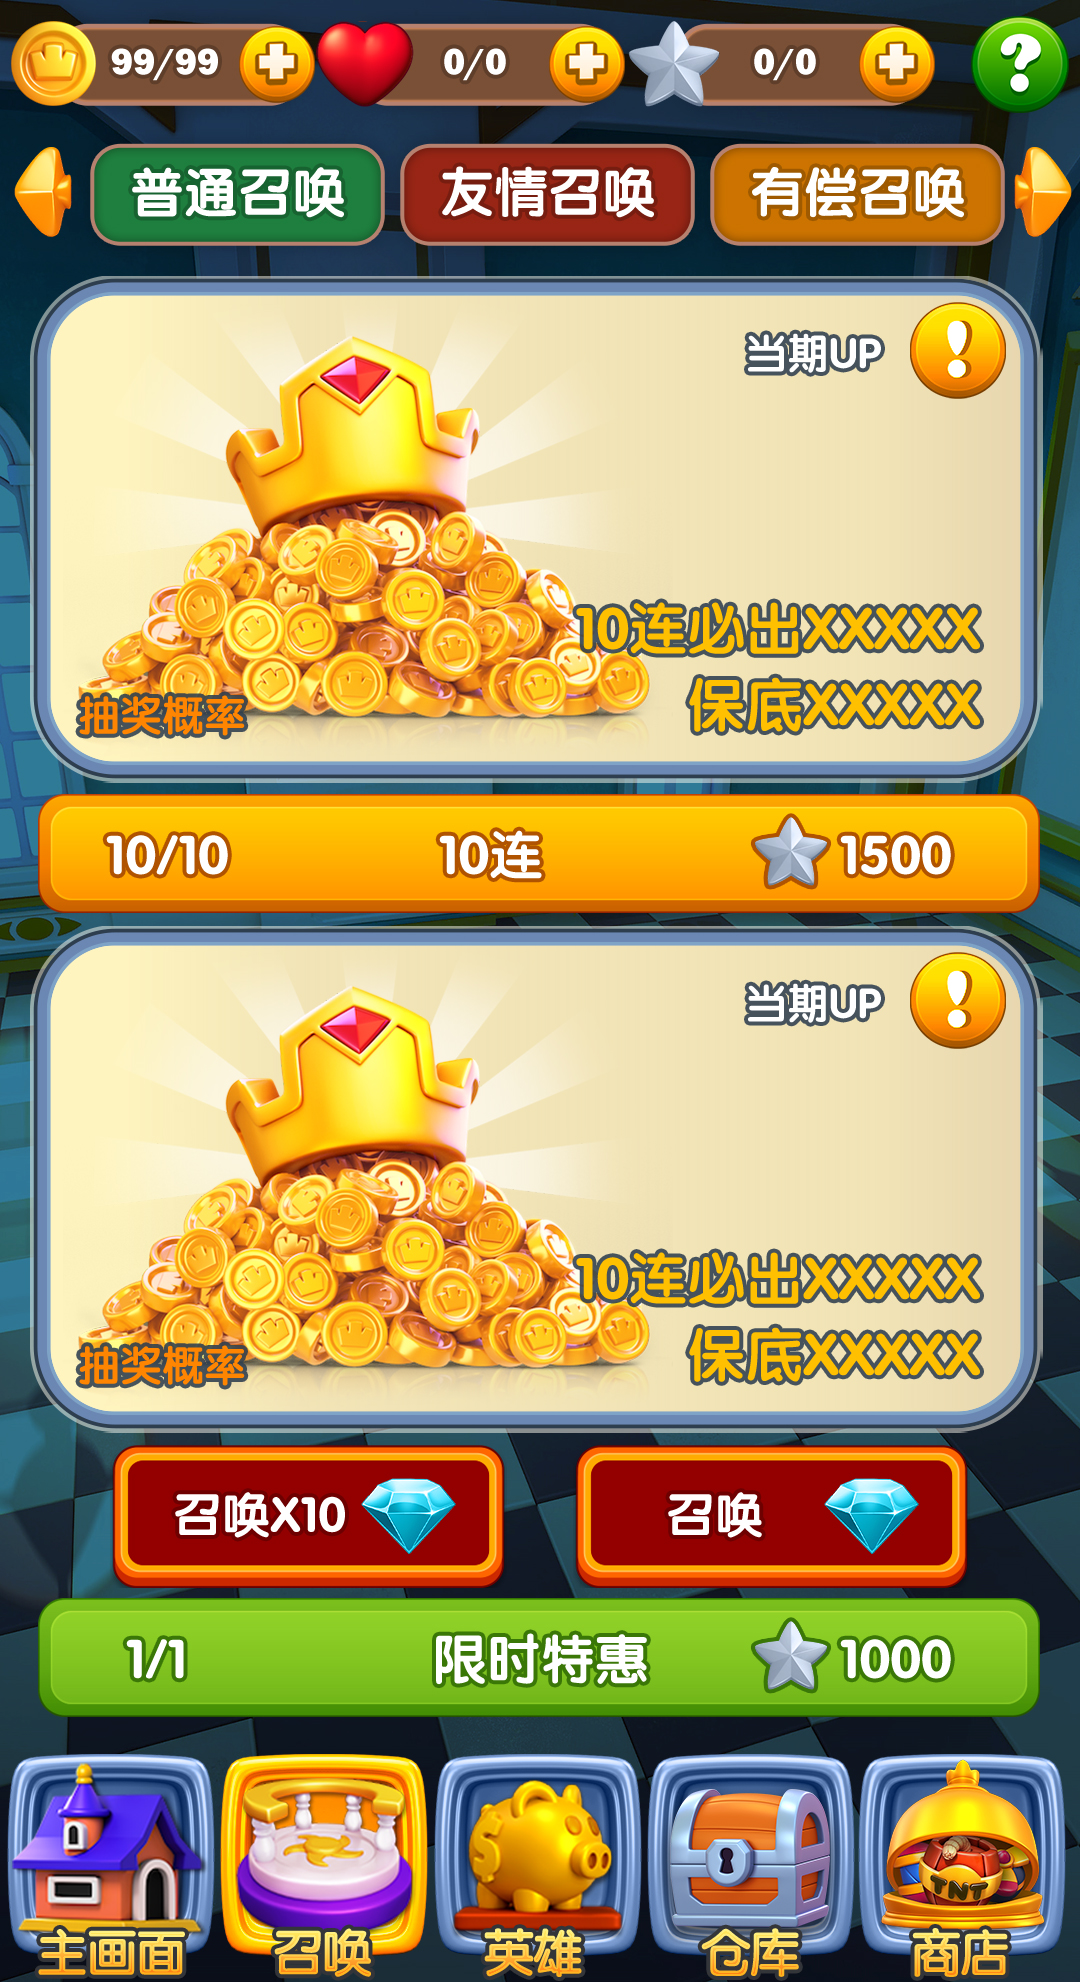 99/99 0/0 0/0
普通召唤 友情召唤 有偿召唤
当期UP
10连必出XXXXX
保底XXXXX
抽奖概率
10/10 10连 1500
当期UP
10连必出XXXXX
保底XXXXX
抽奖概率
召唤X10 召唤
1/1 限时特惠 1000
TNT
主画面 召唤 英雄 仓库 商店